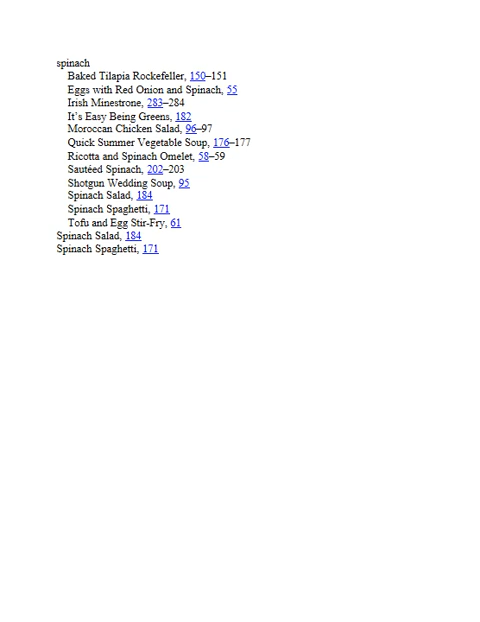 spinach
Baked Tilapia Rockefeller, 150–151
Eggs with Red Onion and Spinach, 55
Irish Minestrone, 283–284
It’s Easy Being Greens, 182
Moroccan Chicken Salad, 96–97
Quick Summer Vegetable Soup, 176–177
Ricotta and Spinach Omelet, 58–59
Sautéed Spinach, 202–203
Shotgun Wedding Soup, 95
Spinach Salad, 184
Spinach Spaghetti, 171
Tofu and Egg Stir-Fry, 61
Spinach Salad, 184
Spinach Spaghetti, 171